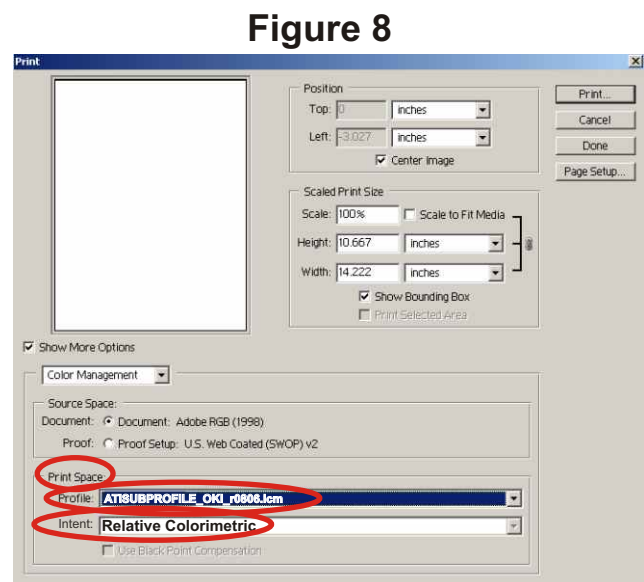 Figure 8
Print
Position
Top: 0 inches
Left: -3.027 inches
Center Image
Print...
Cancel
Done
Page Setup...
Scaled Print Size
Scale: 100% Scale to Fit Media
Height: 10.667 inches
Width: 14.222 inches
Show Bounding Box
Print Selected Area
Show More Options
Color Management
Source Space:
Document: Document: Adobe RGB (1998)
Proof: Proof Setup: U.S. Web Coated (SWOP) v2
Print Space:
Profile: ATISUBPROFILE_OKI_r0806.icm
Intent: Relative Colorimetric
Use Black Point Compensation